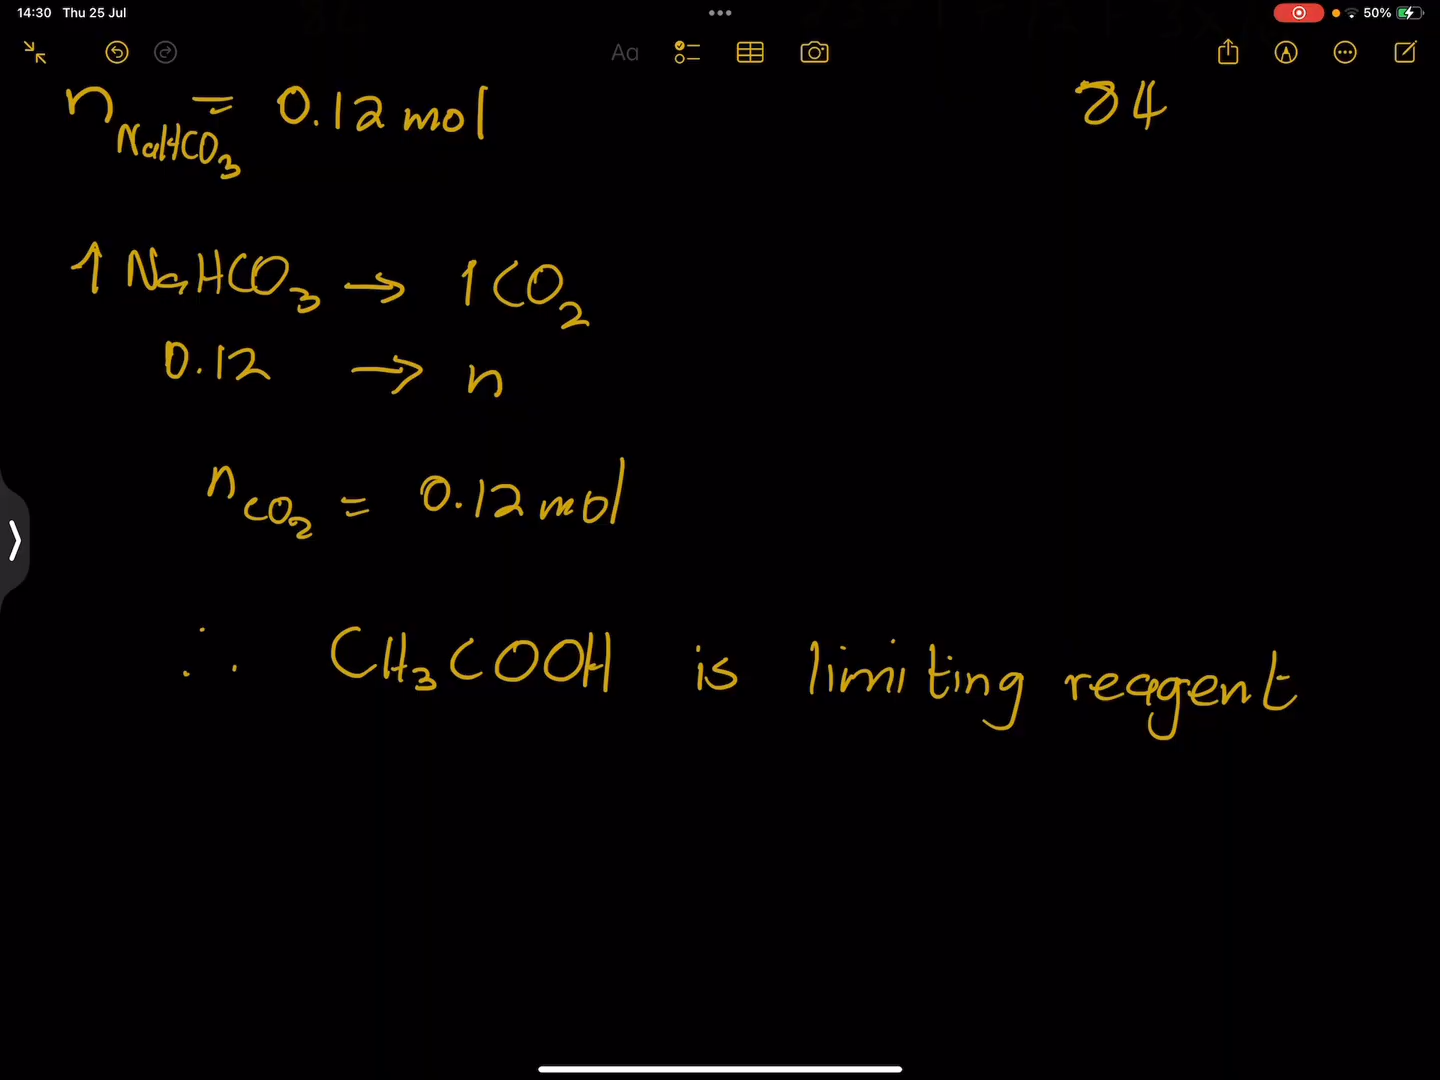 14:30 Thu 25 Jul
50%
Aa
n NaHCO₃ = 0.12 mol
84
1 NaHCO₃ → 1 CO₂
0.12 → n
n CO₂ = 0.12 mol
∴ CH₃COOH is limiting reagent